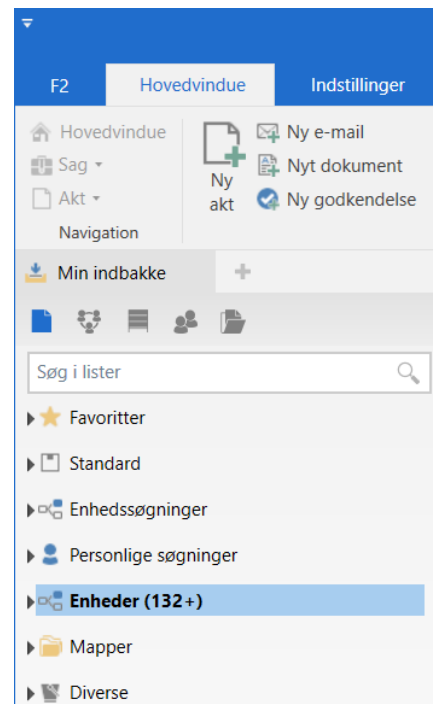 F2 Hovedvindue Indstillinger
Hovedvindue
Sag
Akt
Navigation
Ny
akt
Ny e-mail
Nyt dokument
Ny godkendelse
Min indbakke
Søg i lister
Favoritter
Standard
Enhedssøgninger
Personlige søgninger
Enheder (132+)
Mapper
Diverse